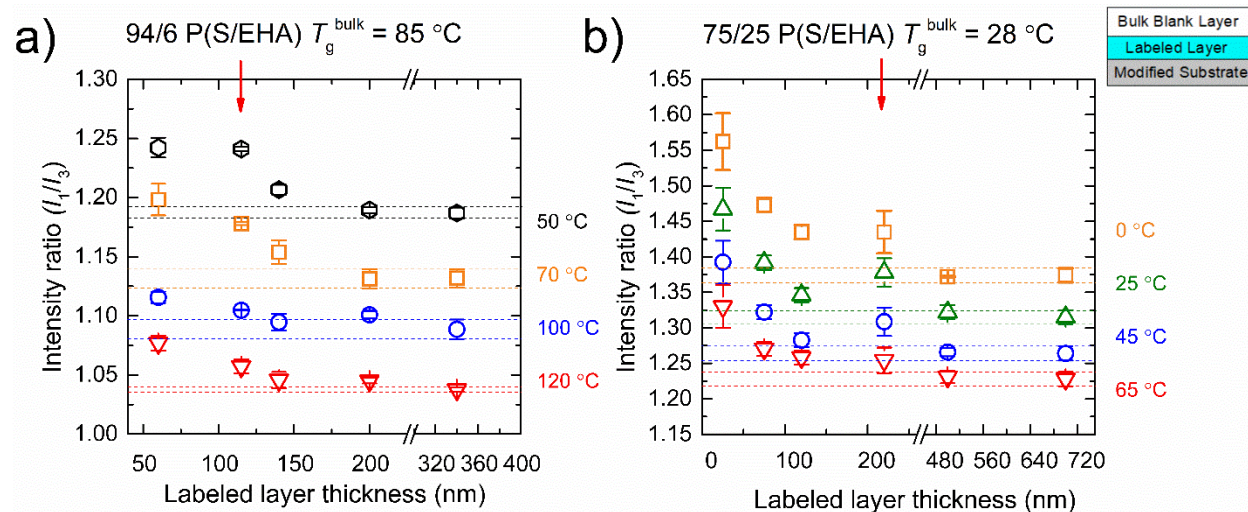 a)
94/6 P(S/EHA) Tg^bulk = 85 °C
Intensity ratio (I1/I3)
1.30
1.25
1.20
1.15
1.10
1.05
1.00
50 °C
70 °C
100 °C
120 °C
50 100 150 200 320 360 400
Labeled layer thickness (nm)
b)
75/25 P(S/EHA) Tg^bulk = 28 °C
Intensity ratio (I1/I3)
1.65
1.60
1.55
1.50
1.45
1.40
1.35
1.30
1.25
1.20
1.15
0 °C
25 °C
45 °C
65 °C
0 100 200 480 560 640 720
Labeled layer thickness (nm)
Bulk Blank Layer
Labeled Layer
Modified Substrate